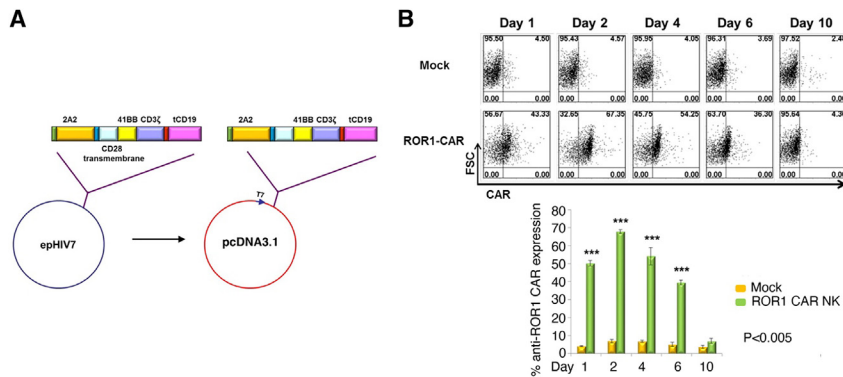 A
2A2 41BB CD3ζ tCD19
CD28
transmembrane
2A2 41BB CD3ζ tCD19
epHIV7
T7
pcDNA3.1
B
Day 1 Day 2 Day 4 Day 6 Day 10
Mock
95.50 4.50 95.43 4.57 95.95 4.05 96.31 3.69 97.52
0.00 0.00 0.00 0.00 0.00 0.00 0.00 0.00 0.00 0.00
ROR1-CAR
56.67 43.33 32.65 67.35 45.75 54.25 63.70 36.30 95.64
0.00 0.00 0.00 0.00 0.00 0.00 0.00 0.00 0.00 0.00
FSC
CAR
% anti-ROR1 CAR expression
80
70
60
50
40
30
20
10
0
*** *** *** ***
Mock
ROR1 CAR NK
P<0.005
Day 1 2 4 6 10